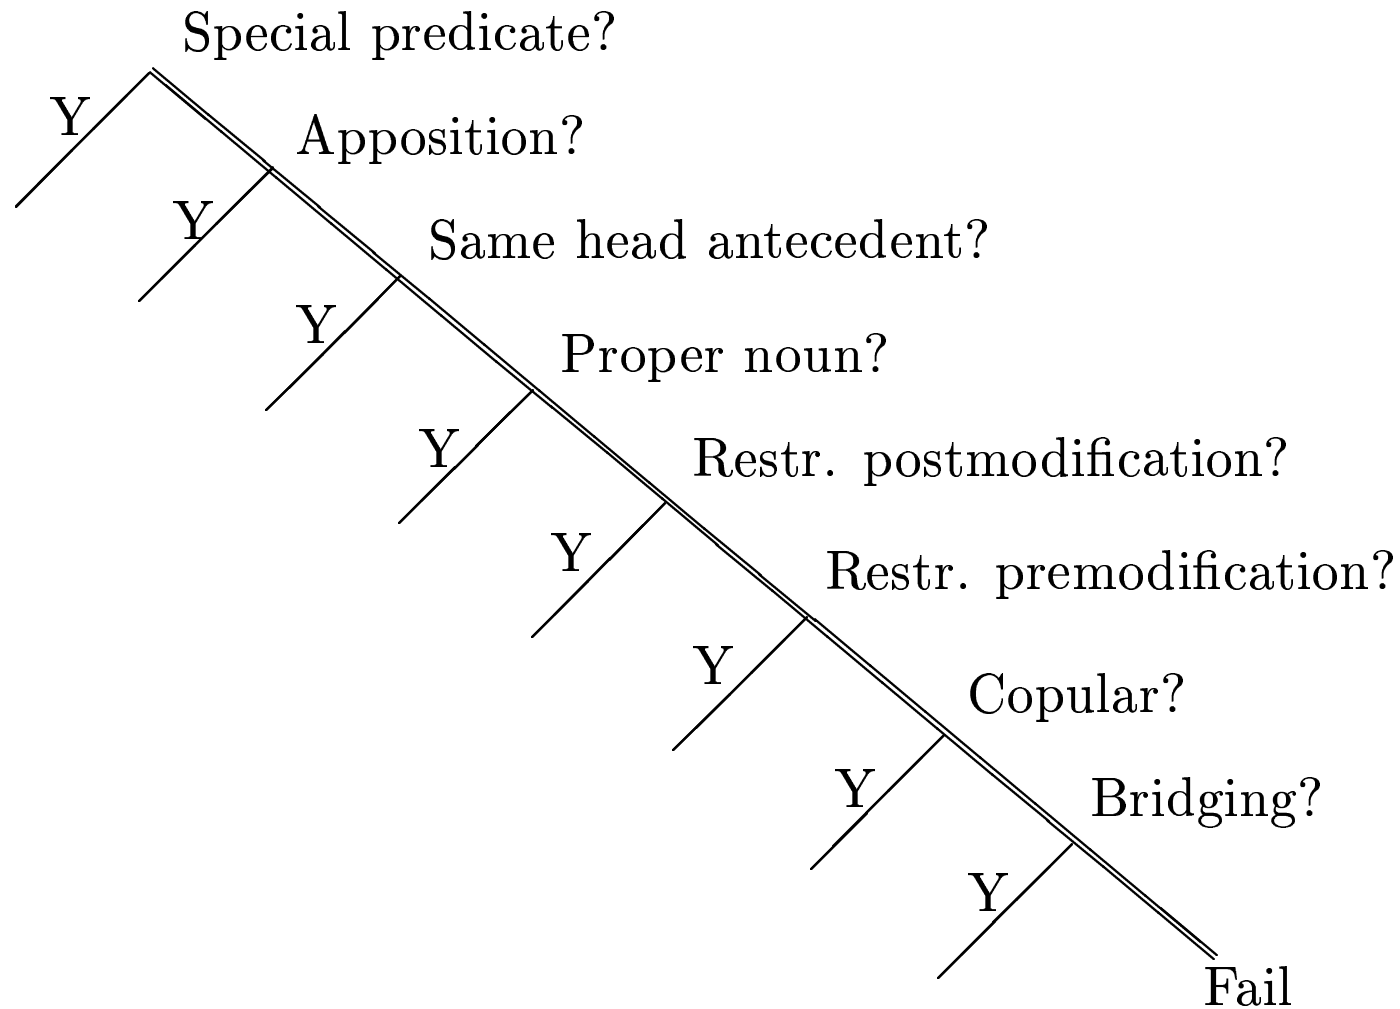 Special predicate?
Y
Apposition?
Y
Same head antecedent?
Y
Proper noun?
Y
Restr. postmodification?
Y
Restr. premodification?
Y
Copular?
Y
Bridging?
Y
Fail